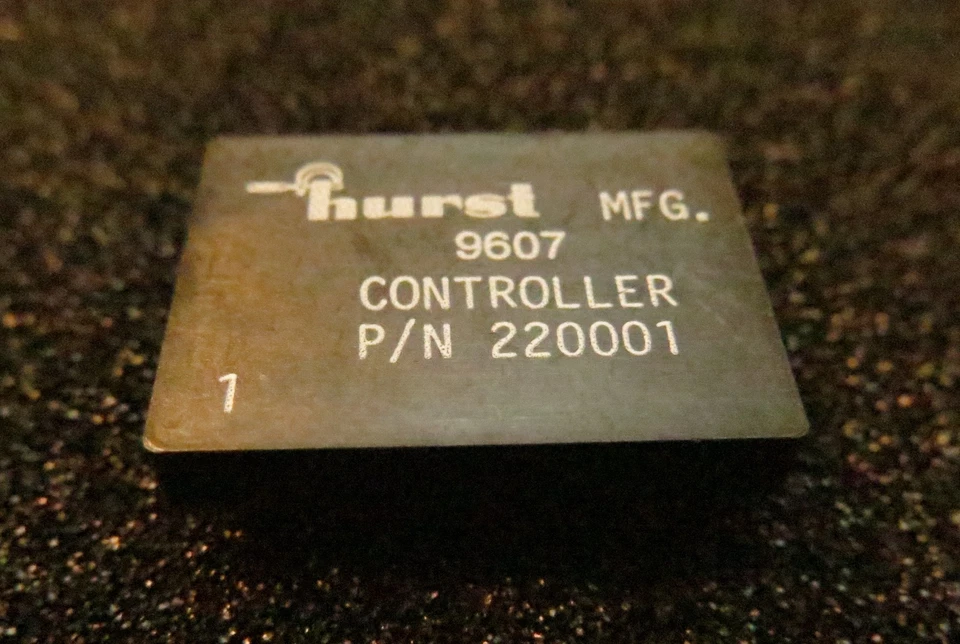 hurst MFG.
9607
CONTROLLER
P/N 220001
1